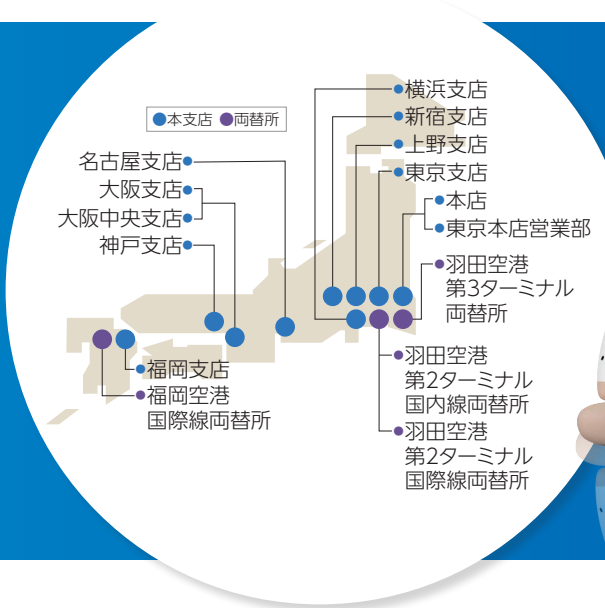 ●本支店 ●両替所
名古屋支店
大阪支店
大阪中央支店
神戸支店
横浜支店
新宿支店
上野支店
東京支店
本店
東京本店営業部
羽田空港
第3ターミナル
両替所
羽田空港
第2ターミナル
国内線両替所
羽田空港
第2ターミナル
国際線両替所
福岡支店
福岡空港
国際線両替所